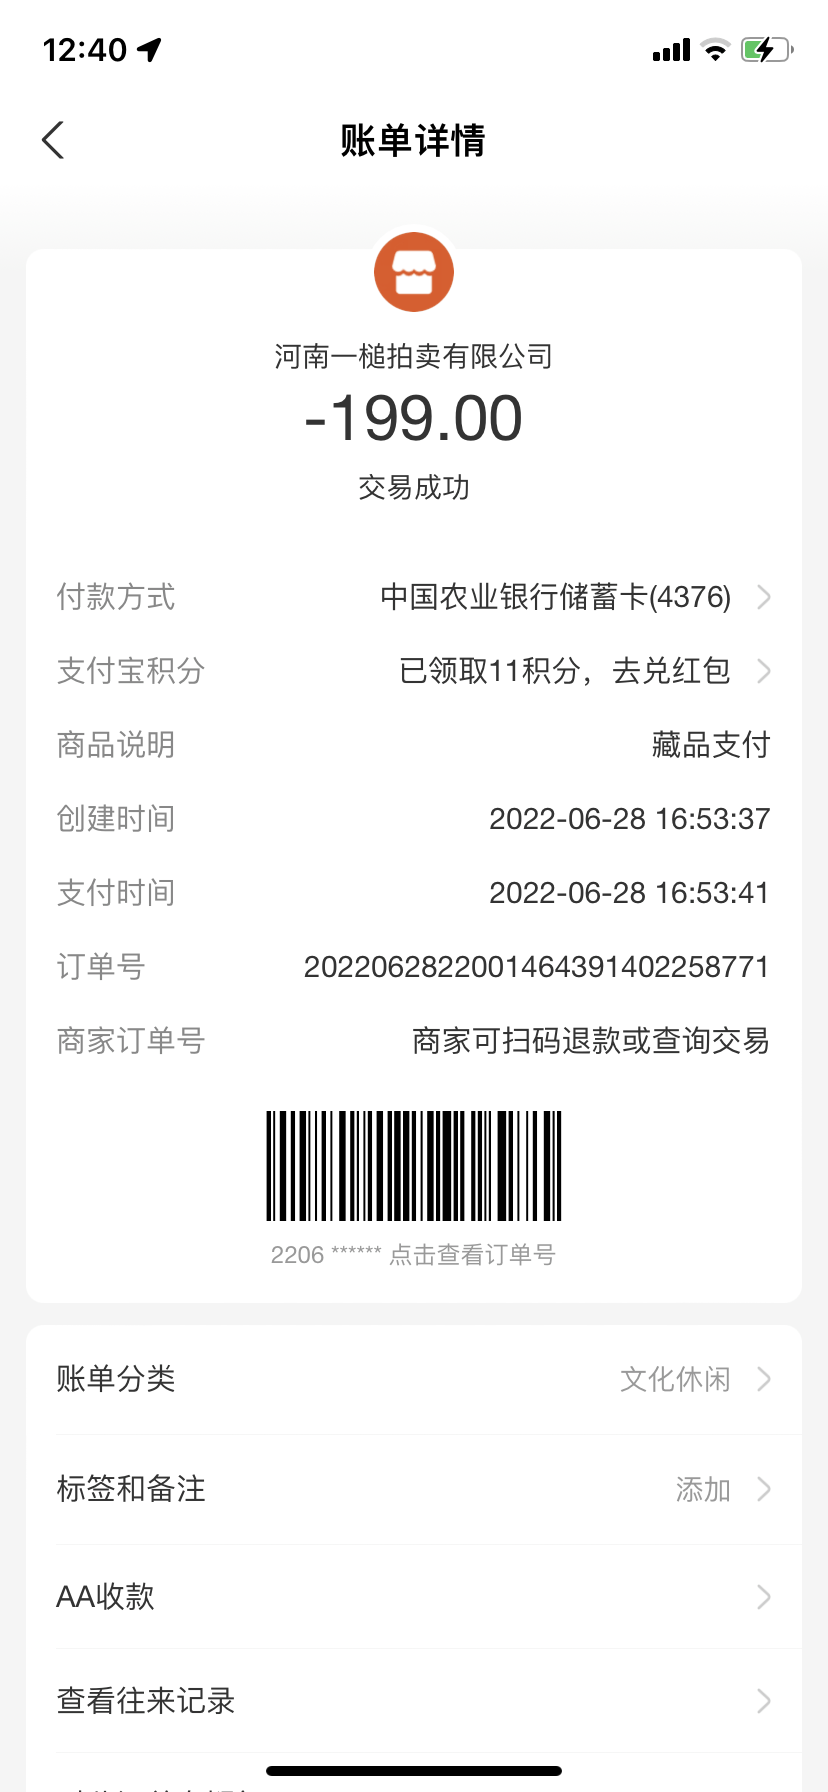 12:40
账单详情
河南一槌拍卖有限公司
-199.00
交易成功
付款方式 中国农业银行储蓄卡(4376)
支付宝积分 已领取11积分，去兑红包
商品说明 藏品支付
创建时间 2022-06-28 16:53:37
支付时间 2022-06-28 16:53:41
订单号 2022062822001464391402258771
商家订单号 商家可扫码退款或查询交易
2206 ****** 点击查看订单号
账单分类 文化休闲
标签和备注 添加
AA收款
查看往来记录